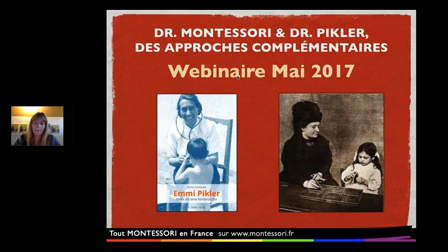 DR. MONTESSORI & DR. PIKLER,
DES APPROCHES COMPLÉMENTAIRES
Webinaire Mai 2017
Emmi Pikler
Tout MONTESSORI en France sur www.montessori.fr